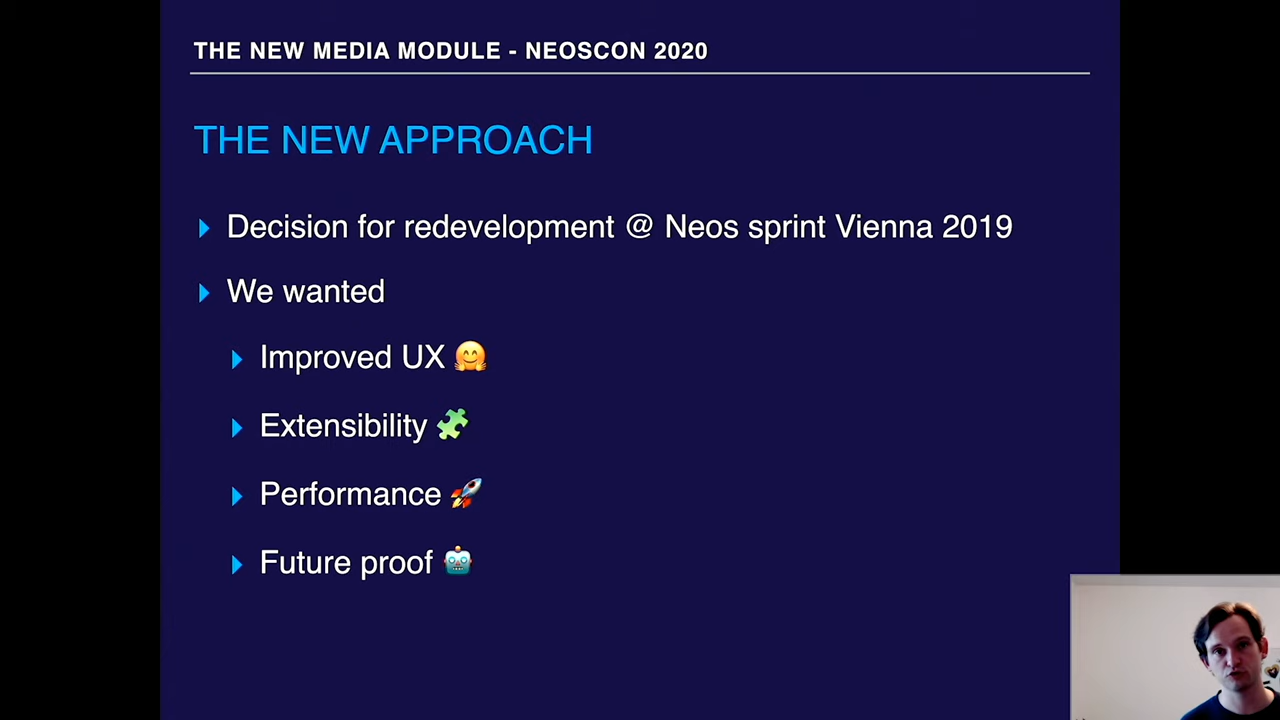 THE NEW MEDIA MODULE - NEOSCON 2020
THE NEW APPROACH
Decision for redevelopment @ Neos sprint Vienna 2019
We wanted
Improved UX 🤗
Extensibility 🧩
Performance 🚀
Future proof 🤖